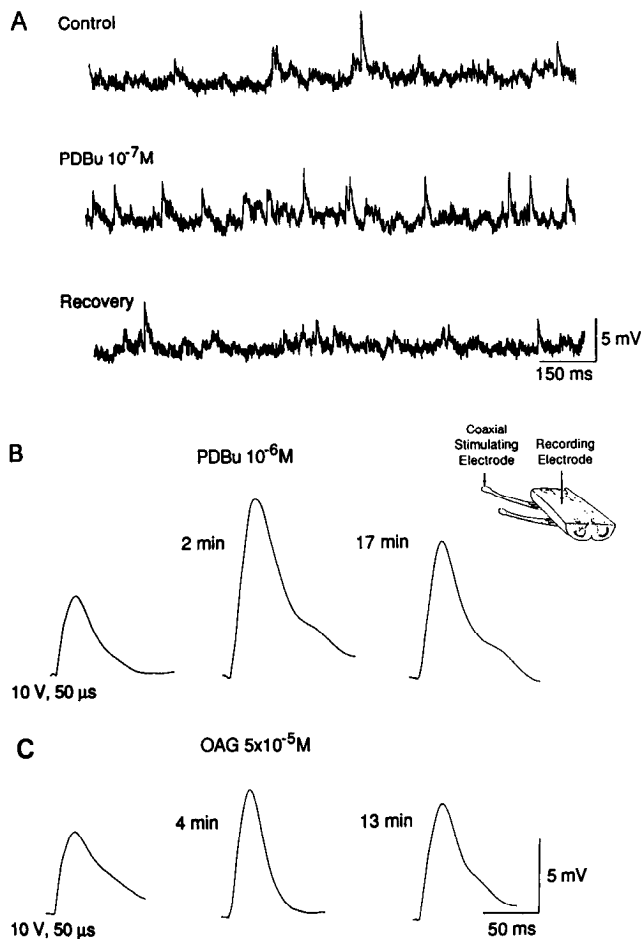 A
Control
PDBu 10⁻⁷M
Recovery
5 mV
150 ms
B
PDBu 10⁻⁶M
Coaxial
Stimulating
Electrode
Recording
Electrode
2 min
17 min
10 V, 50 µs
C
OAG 5x10⁻⁵M
4 min
13 min
5 mV
10 V, 50 µs
50 ms